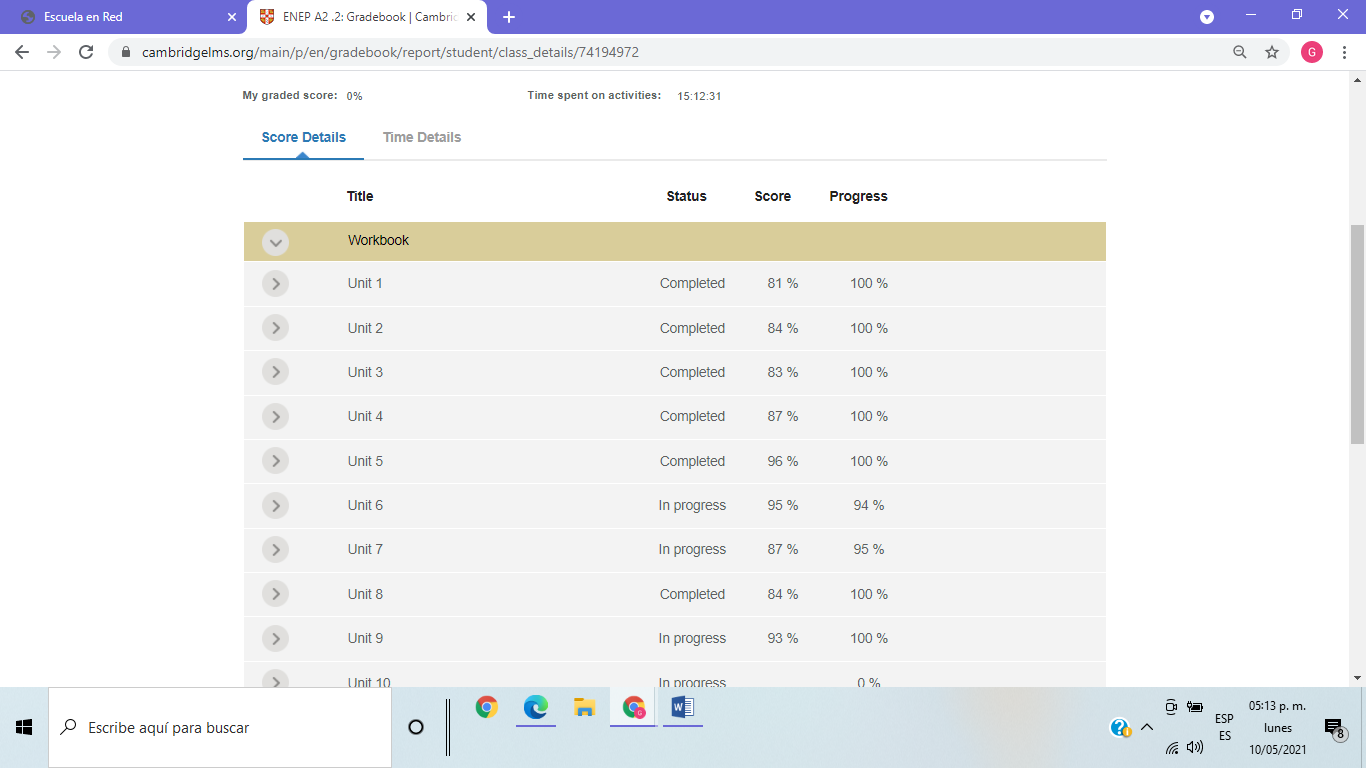 Escuela en Red
ENEP A2 .2: Gradebook | Cambri
cambridgelms.org/main/p/en/gradebook/report/student/class_details/74194972
G
My graded score: 0% Time spent on activities: 15:12:31
Score Details Time Details
Title Status Score Progress
Workbook
Unit 1 Completed 81 % 100 %
Unit 2 Completed 84 % 100 %
Unit 3 Completed 83 % 100 %
Unit 4 Completed 87 % 100 %
Unit 5 Completed 96 % 100 %
Unit 6 In progress 95 % 94 %
Unit 7 In progress 87 % 95 %
Unit 8 Completed 84 % 100 %
Unit 9 In progress 93 % 100 %
Unit 10 In progress 0 %
Escribe aquí para buscar
ESP
ES
05:13 p. m.
lunes
10/05/2021
8